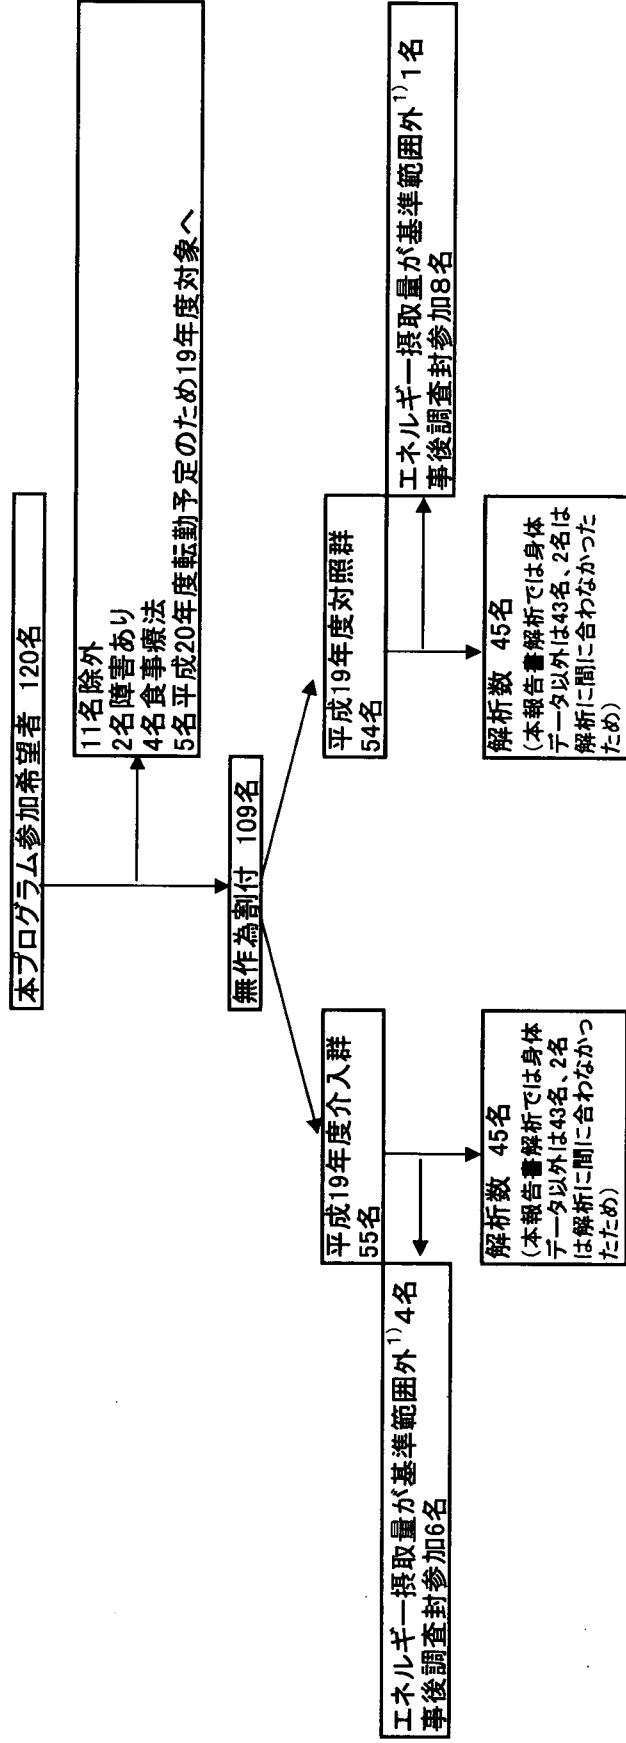 本プログラム参加希望者 120名
11名除外
2名障害あり
4名食事療法
5名平成20年度転勤予定のため19年度対象へ
無作為割付 109名
平成19年度介入群
55名
エネルギー摂取量が基準範囲外1)4名
事後調査封参加6名
解析数 45名
(本報告書解析では身体
データ以外は43名、2名
は解析に間に合わなかっ
たため)
平成19年度対照群
54名
エネルギー摂取量が基準範囲外1)1名
事後調査封参加8名
解析数 45名
(本報告書解析では身体
データ以外は43名、2名は
解析に間に合わなかった
ため)